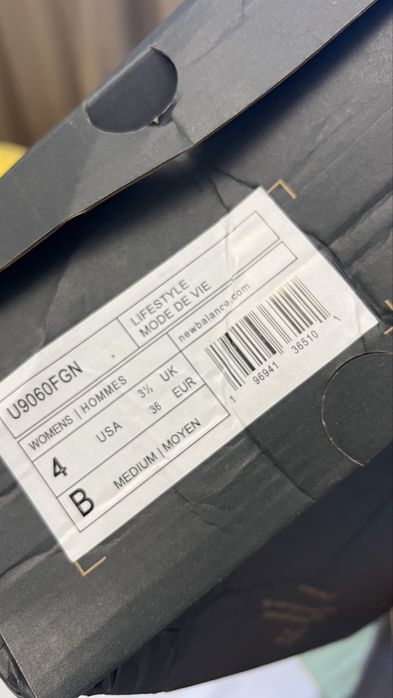 U9060FGN
LIFESTYLE
MODE DE VIE
WOMENS | HOMMES
newbalance.com
4 USA
3½ UK
36 EUR
B MEDIUM | MOYEN
1 96941 36510 1